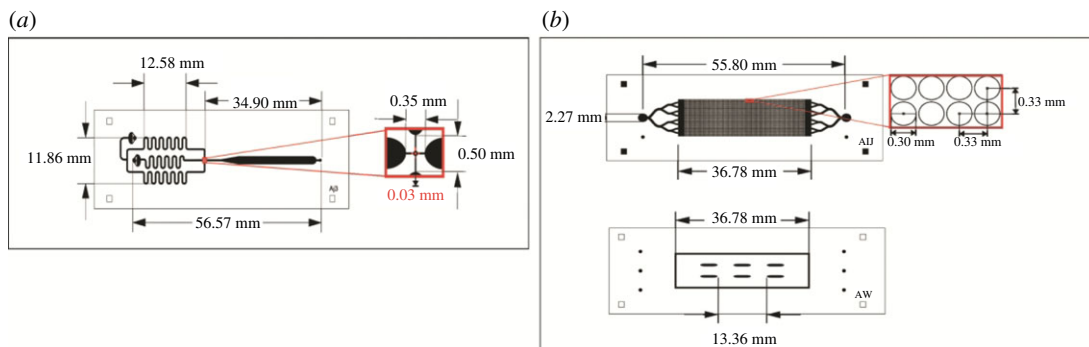 (a)
12.58 mm
34.90 mm
0.35 mm
11.86 mm
0.50 mm
0.03 mm
56.57 mm
(b)
55.80 mm
2.27 mm
0.33 mm
AIJ
0.30 mm
0.33 mm
36.78 mm
36.78 mm
AW
13.36 mm